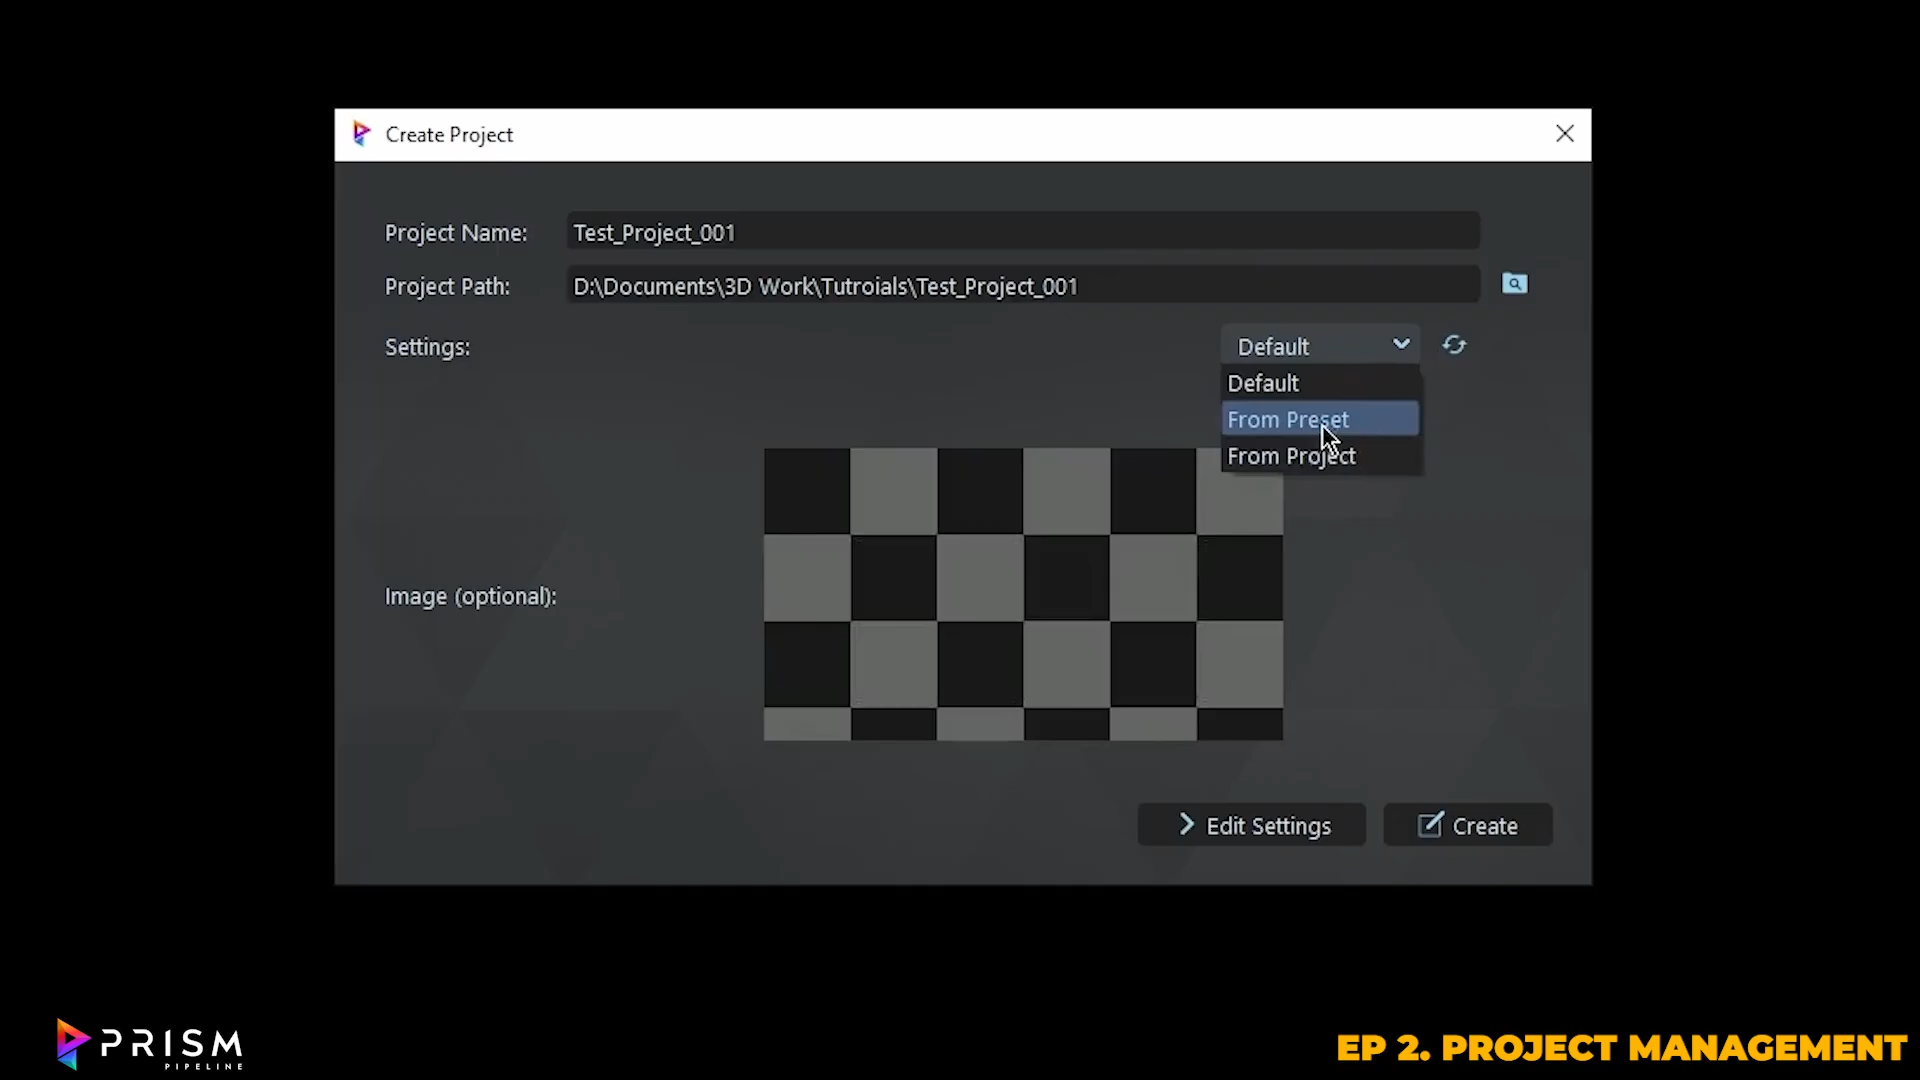 Create Project
Project Name: Test_Project_001
Project Path: D:\Documents\3D Work\Tutroials\Test_Project_001
Settings: Default
Default
From Preset
From Project
Image (optional):
Edit Settings Create
PRISM
PIPELINE
EP 2. PROJECT MANAGEMENT